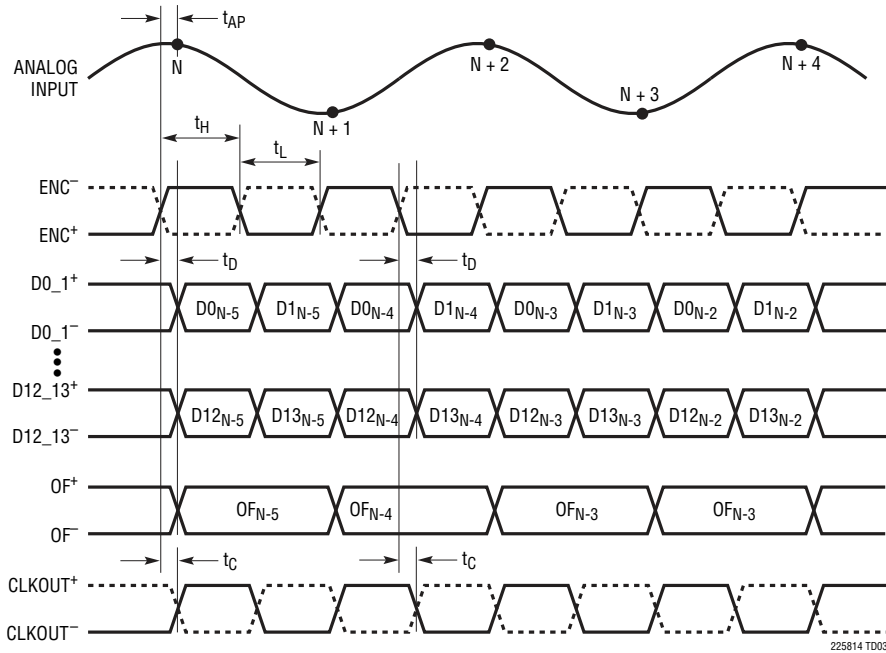 tAP
ANALOG
INPUT
N
N + 1
N + 2
N + 3
N + 4
tH
tL
ENC–
ENC+
tD
tD
D0_1+
D0_1–
D0N-5
D1N-5
D0N-4
D1N-4
D0N-3
D1N-3
D0N-2
D1N-2
D12_13+
D12_13–
D12N-5
D13N-5
D12N-4
D13N-4
D12N-3
D13N-3
D12N-2
D13N-2
OF+
OF–
OFN-5
OFN-4
OFN-3
OFN-3
tC
tC
CLKOUT+
CLKOUT–
225814 TD03